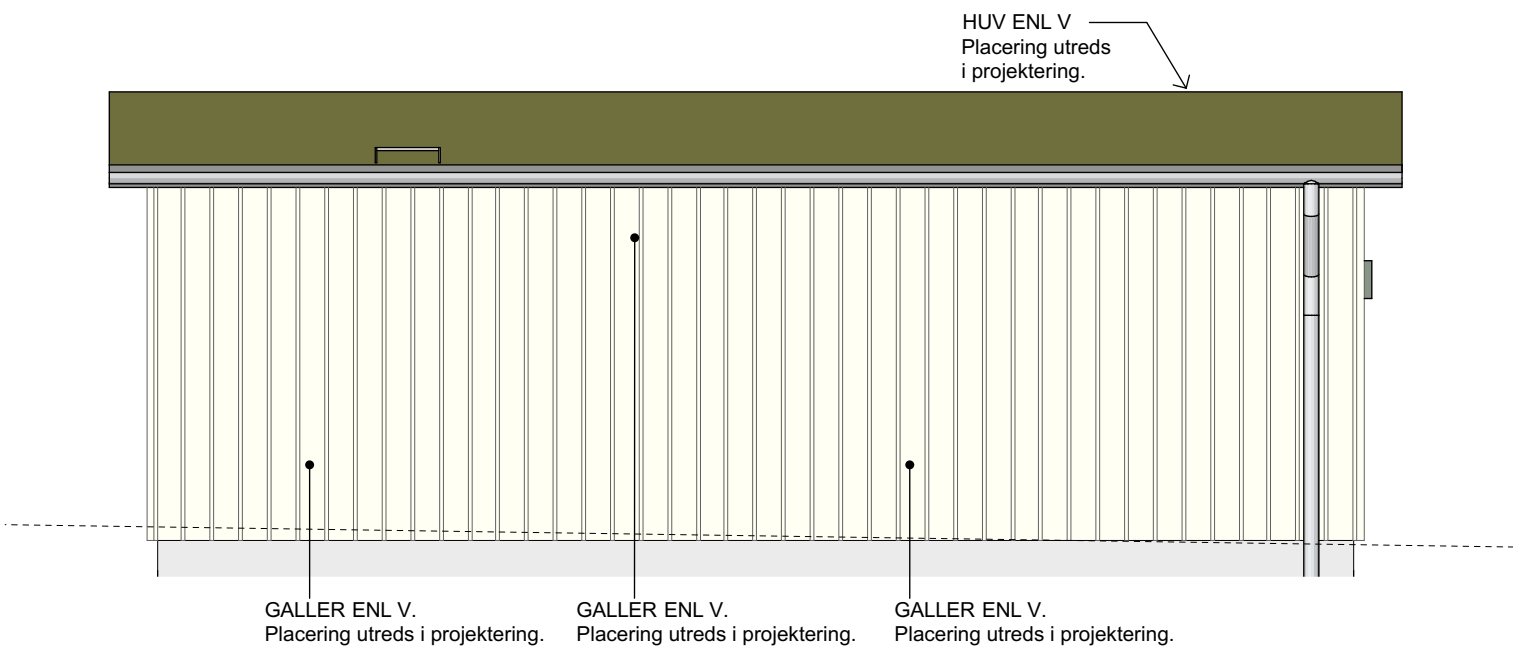 HUV ENL V
Placering utreds
i projektering.
GALLER ENL V.
Placering utreds i projektering.
GALLER ENL V.
Placering utreds i projektering.
GALLER ENL V.
Placering utreds i projektering.